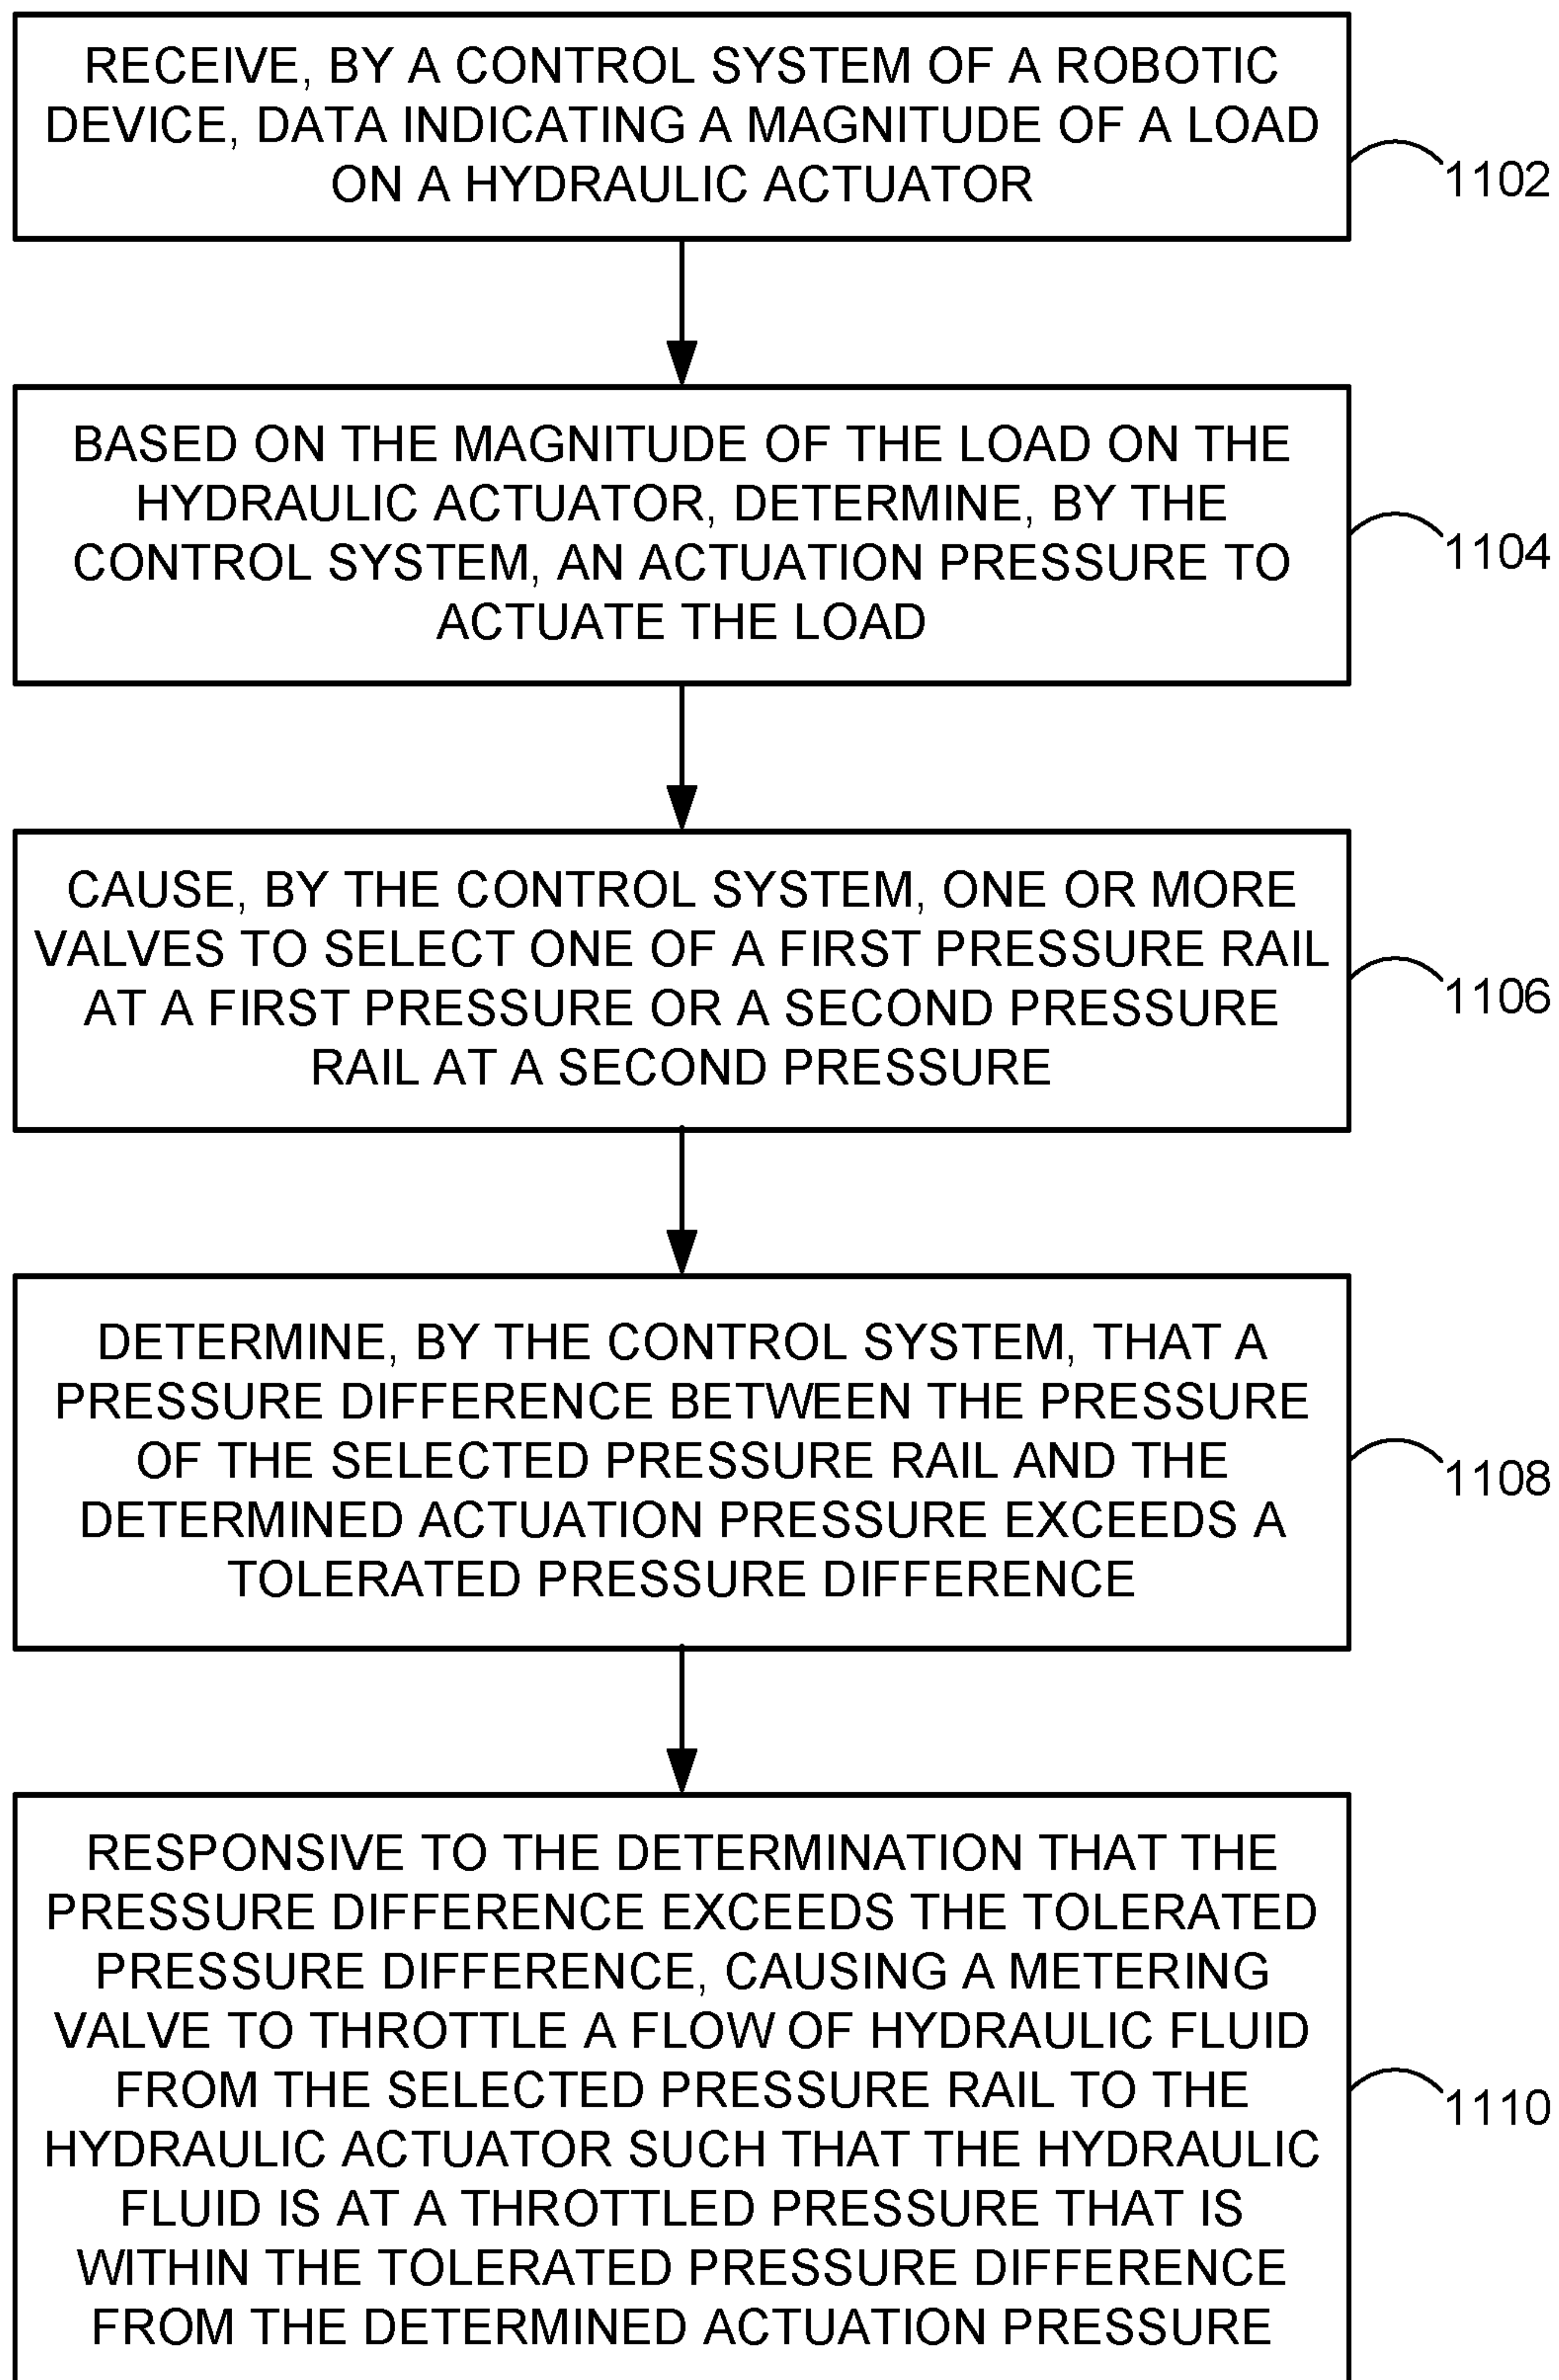 RECEIVE, BY A CONTROL SYSTEM OF A ROBOTIC
DEVICE, DATA INDICATING A MAGNITUDE OF A LOAD
ON A HYDRAULIC ACTUATOR
1102
BASED ON THE MAGNITUDE OF THE LOAD ON THE
HYDRAULIC ACTUATOR, DETERMINE, BY THE
CONTROL SYSTEM, AN ACTUATION PRESSURE TO
ACTUATE THE LOAD
1104
CAUSE, BY THE CONTROL SYSTEM, ONE OR MORE
VALVES TO SELECT ONE OF A FIRST PRESSURE RAIL
AT A FIRST PRESSURE OR A SECOND PRESSURE
RAIL AT A SECOND PRESSURE
1106
DETERMINE, BY THE CONTROL SYSTEM, THAT A
PRESSURE DIFFERENCE BETWEEN THE PRESSURE
OF THE SELECTED PRESSURE RAIL AND THE
DETERMINED ACTUATION PRESSURE EXCEEDS A
TOLERATED PRESSURE DIFFERENCE
1108
RESPONSIVE TO THE DETERMINATION THAT THE
PRESSURE DIFFERENCE EXCEEDS THE TOLERATED
PRESSURE DIFFERENCE, CAUSING A METERING
VALVE TO THROTTLE A FLOW OF HYDRAULIC FLUID
FROM THE SELECTED PRESSURE RAIL TO THE
HYDRAULIC ACTUATOR SUCH THAT THE HYDRAULIC
FLUID IS AT A THROTTLED PRESSURE THAT IS
WITHIN THE TOLERATED PRESSURE DIFFERENCE
FROM THE DETERMINED ACTUATION PRESSURE
1110